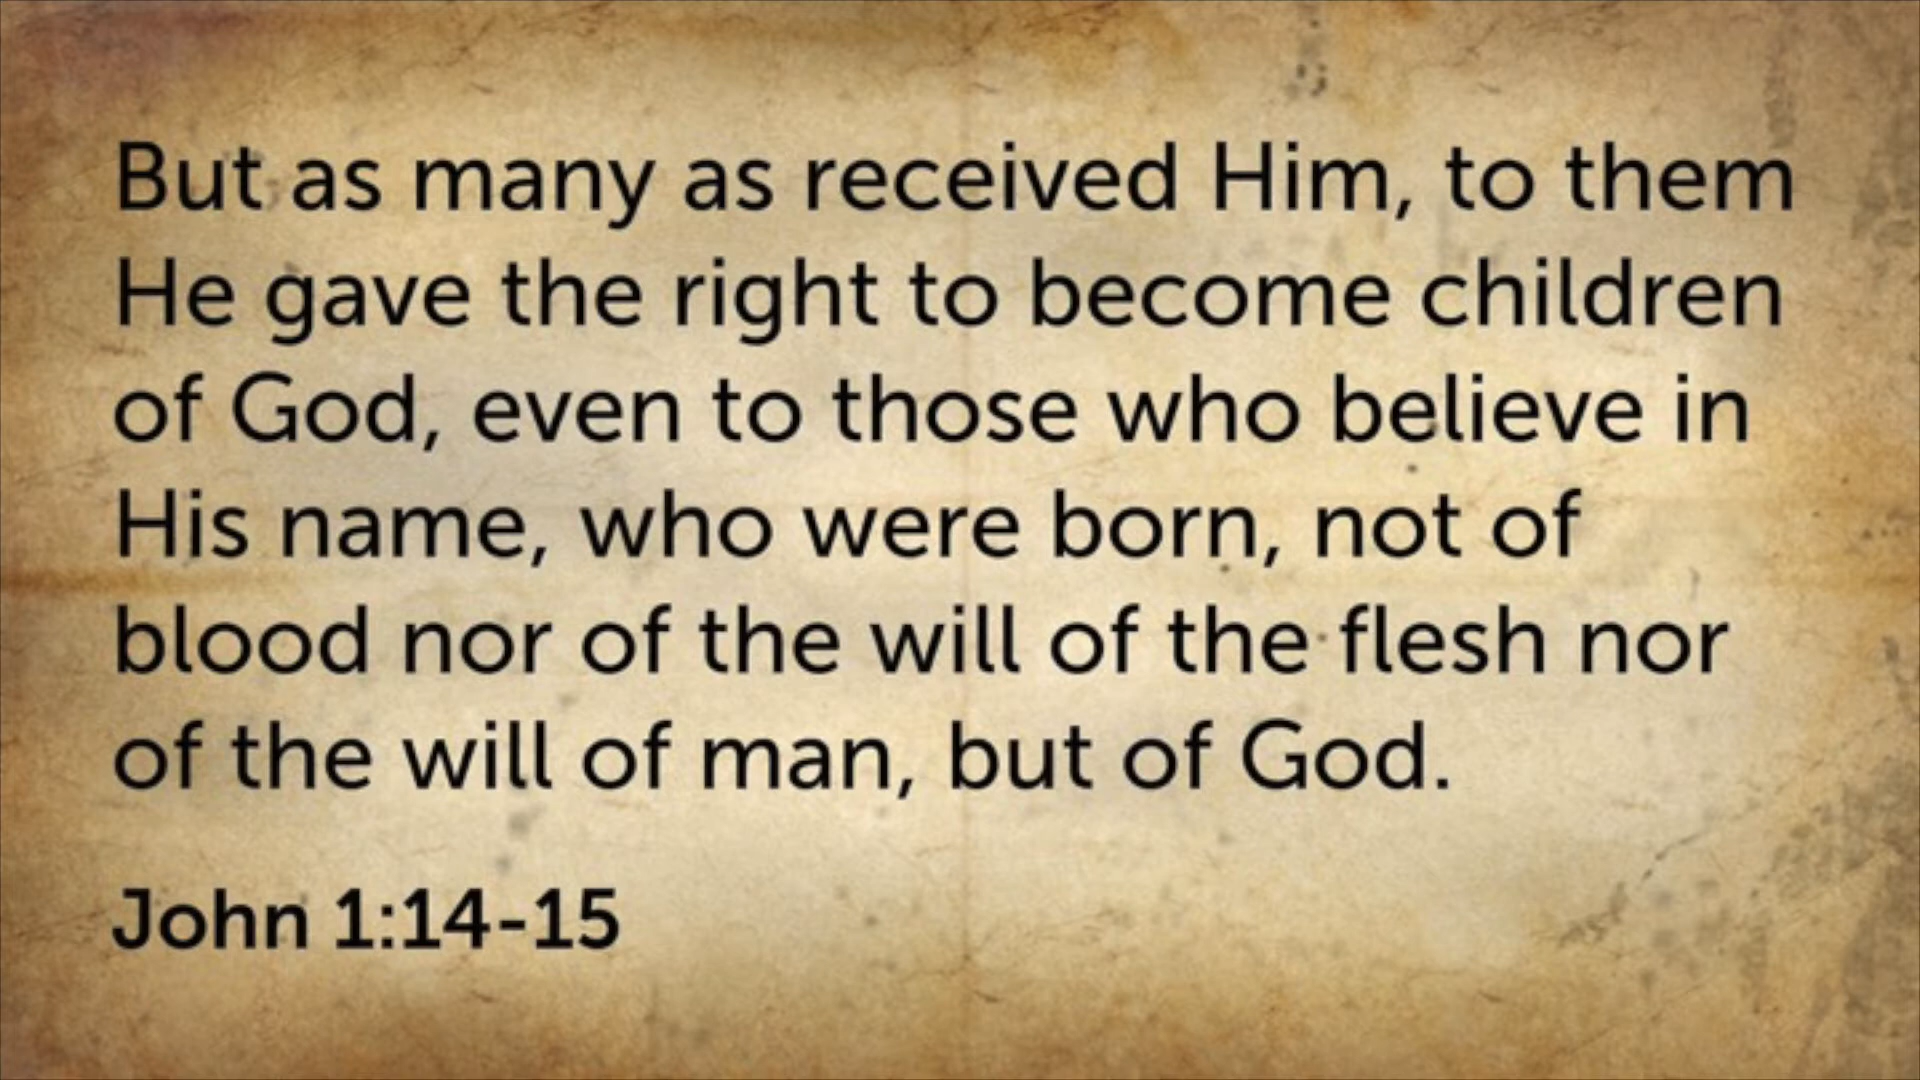 But as many as received Him, to them
He gave the right to become children
of God, even to those who believe in
His name, who were born, not of
blood nor of the will of the flesh nor
of the will of man, but of God.
John 1:14-15